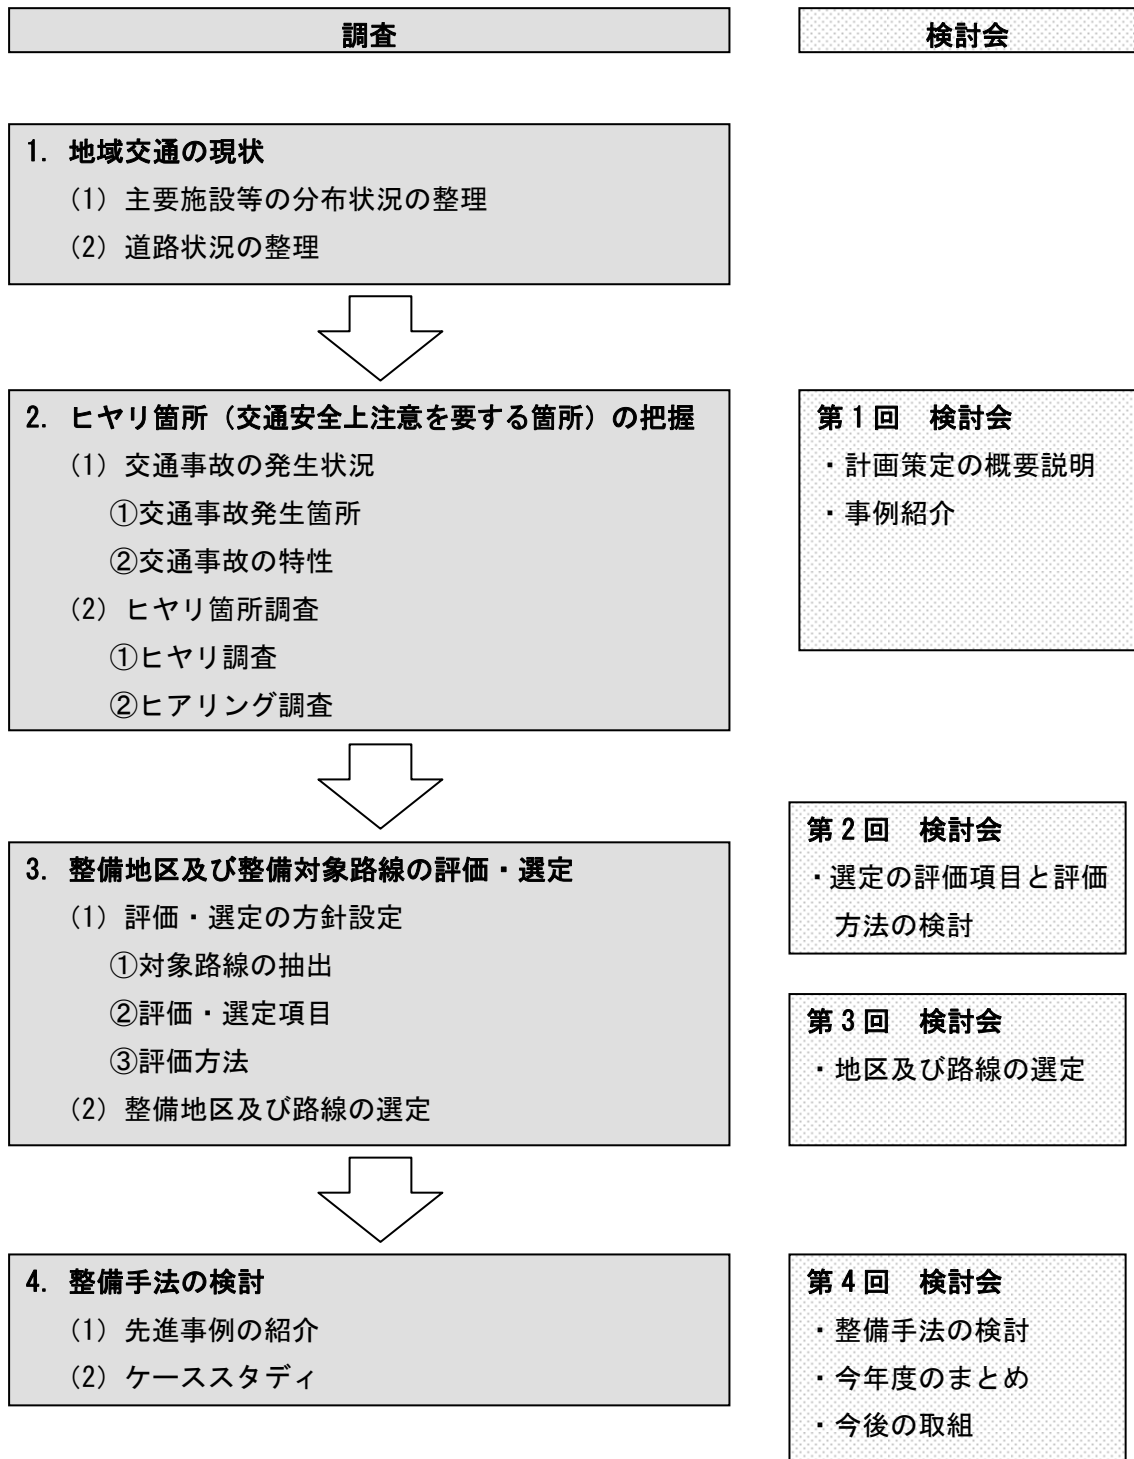 調査
検討会
1. 地域交通の現状
(1) 主要施設等の分布状況の整理
(2) 道路状況の整理
2. ヒヤリ箇所（交通安全上注意を要する箇所）の把握
(1) 交通事故の発生状況
①交通事故発生箇所
②交通事故の特性
(2) ヒヤリ箇所調査
①ヒヤリ調査
②ヒアリング調査
第1回　検討会
・計画策定の概要説明
・事例紹介
3. 整備地区及び整備対象路線の評価・選定
(1) 評価・選定の方針設定
①対象路線の抽出
②評価・選定項目
③評価方法
(2) 整備地区及び路線の選定
第2回　検討会
・選定の評価項目と評価
方法の検討
第3回　検討会
・地区及び路線の選定
4. 整備手法の検討
(1) 先進事例の紹介
(2) ケーススタディ
第4回　検討会
・整備手法の検討
・今年度のまとめ
・今後の取組